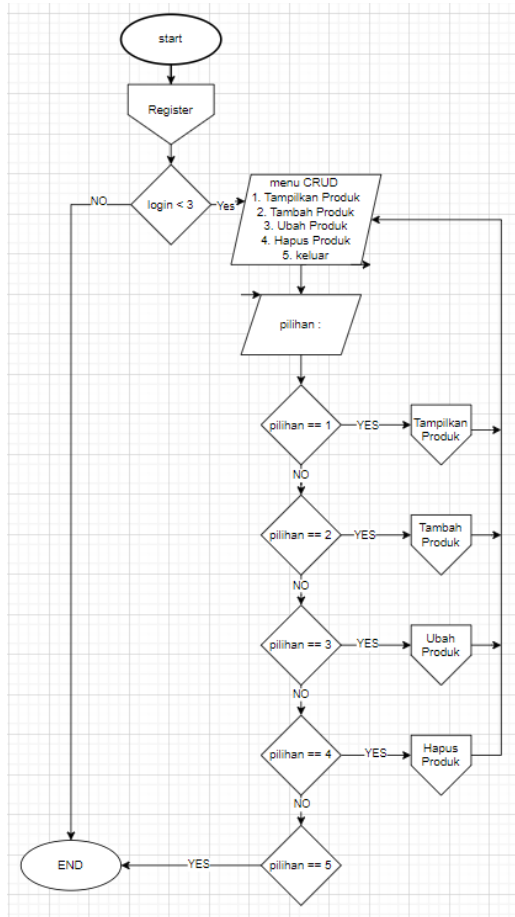 start
Register
login < 3
NO
Yes
menu CRUD
1. Tampilkan Produk
2. Tambah Produk
3. Ubah Produk
4. Hapus Produk
5. keluar
pilihan :
pilihan == 1
YES
Tampilkan
Produk
NO
pilihan == 2
YES
Tambah
Produk
NO
pilihan == 3
YES
Ubah
Produk
NO
pilihan == 4
YES
Hapus
Produk
NO
END
YES
pilihan == 5